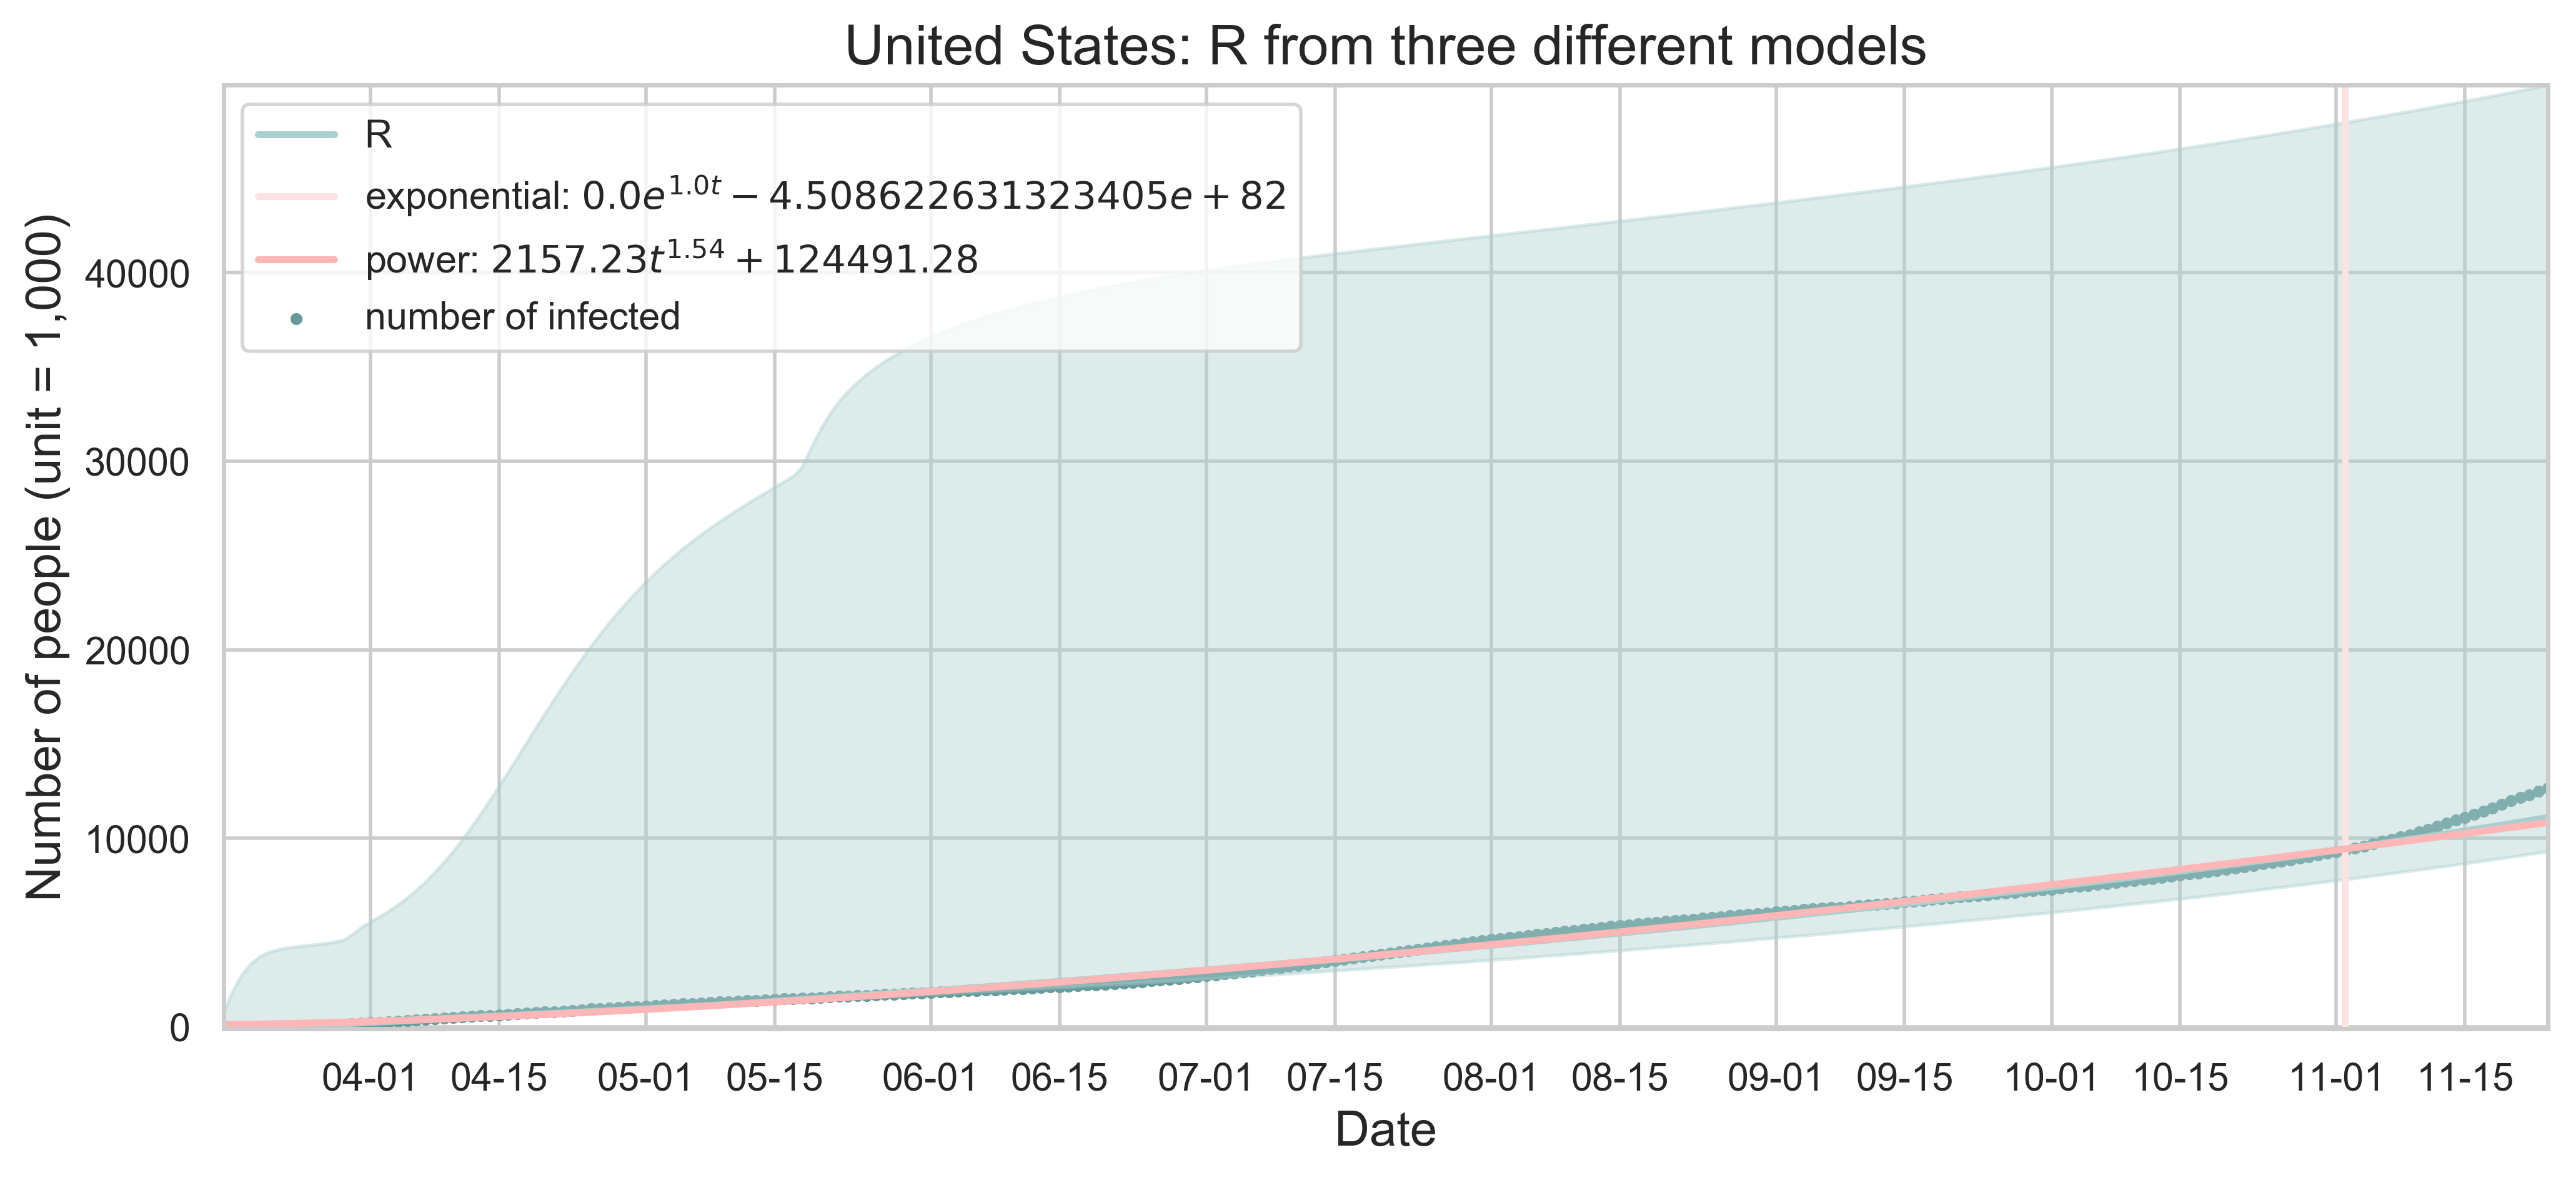 United States: R from three different models
R
exponential: 0.0e^{1.0t} − 4.508622631323405e + 82
power: 2157.23t^{1.54} + 124491.28
number of infected
Number of people (unit = 1,000)
40000
30000
20000
10000
0
04-01 04-15 05-01 05-15 06-01 06-15 07-01 07-15 08-01 08-15 09-01 09-15 10-01 10-15 11-01 11-15
Date